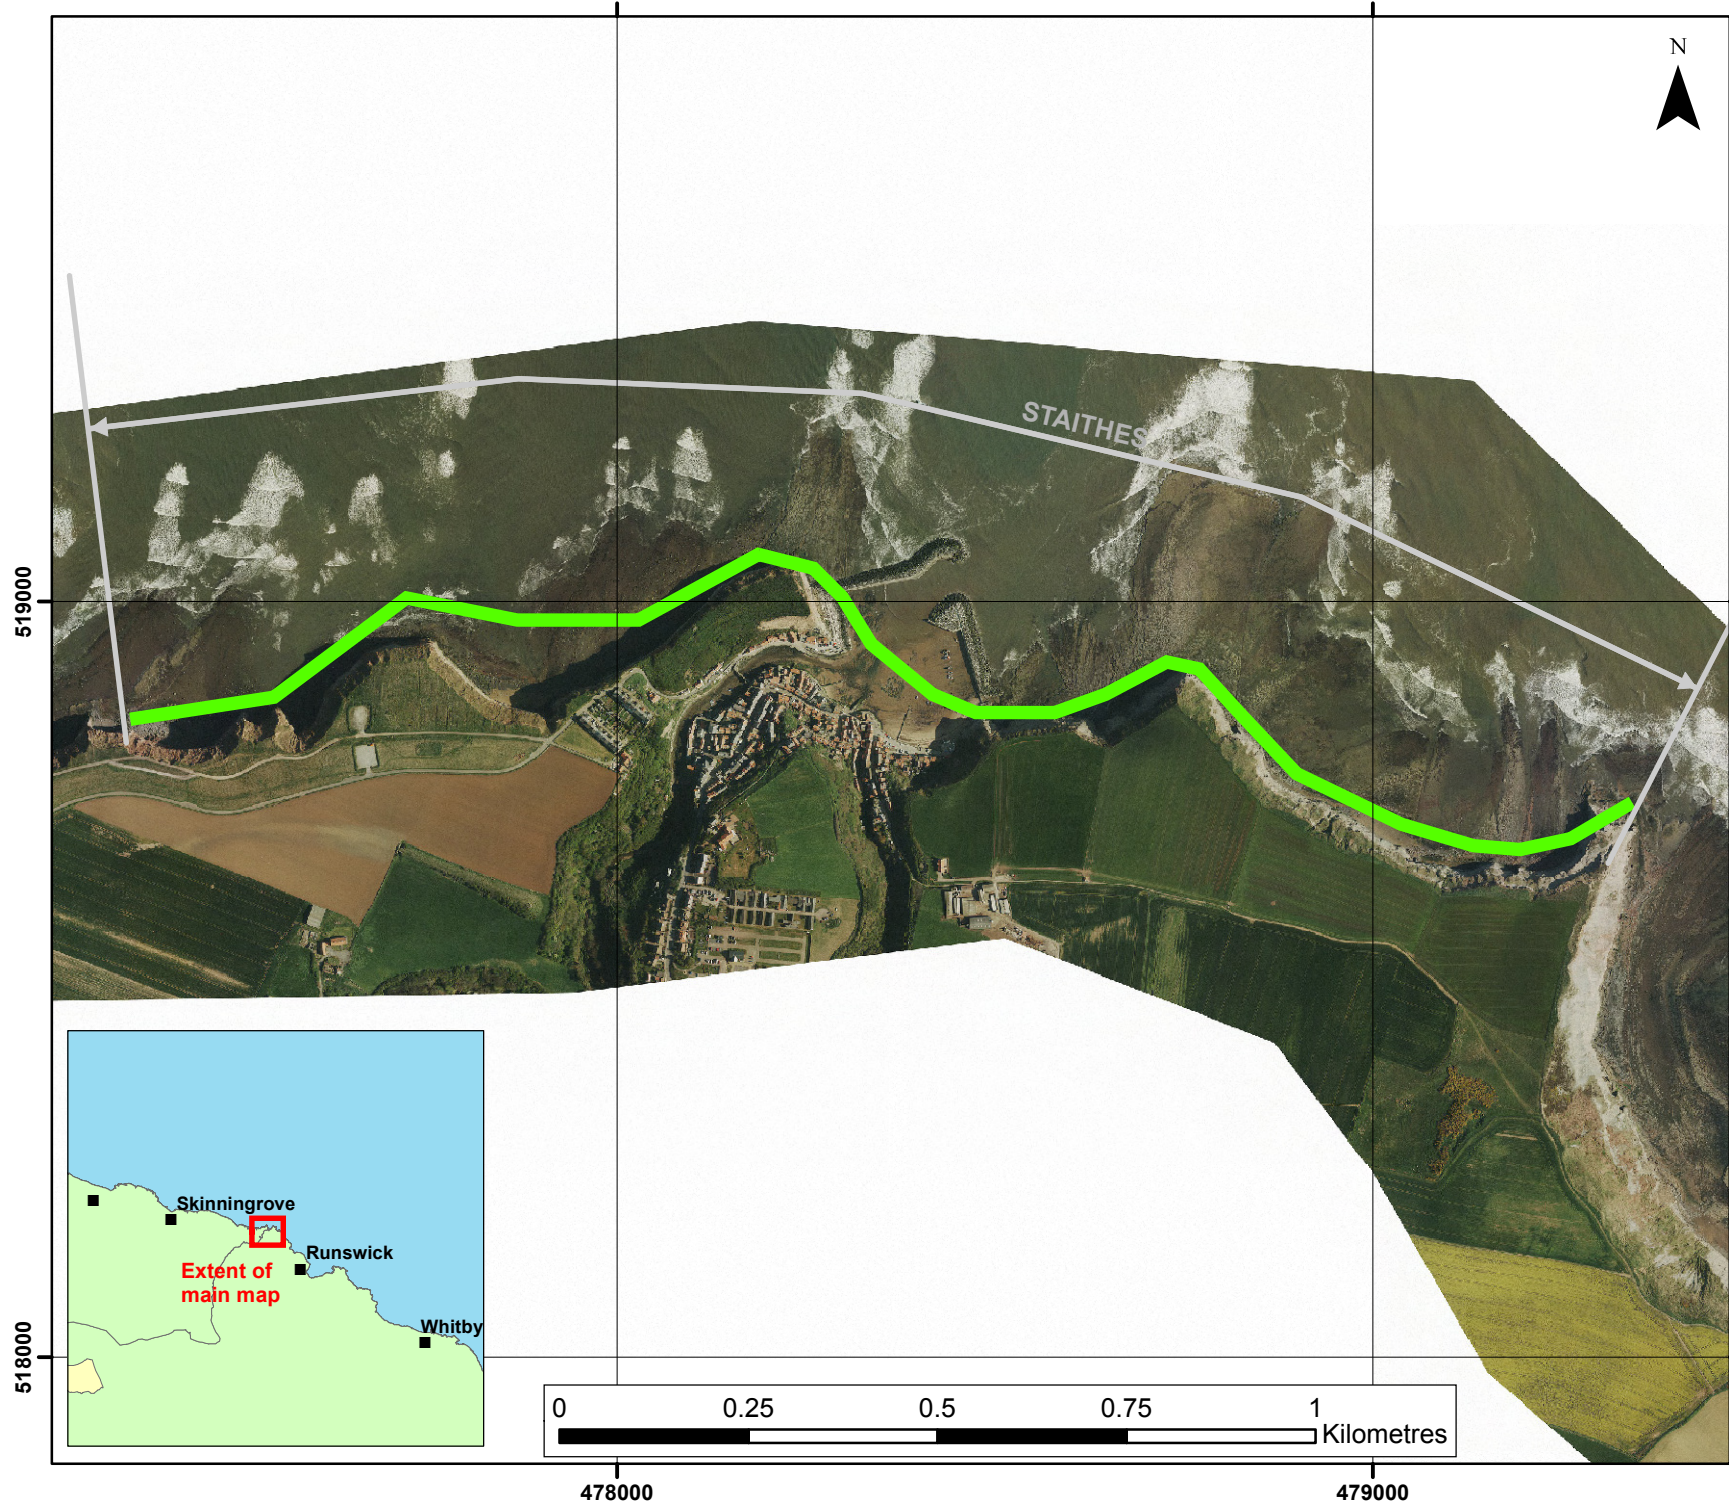 N
STAITHES
519000
518000
Skinningrove
Runswick
Extent of
main map
Whitby
0 0.25 0.5 0.75 1
Kilometres
478000 479000